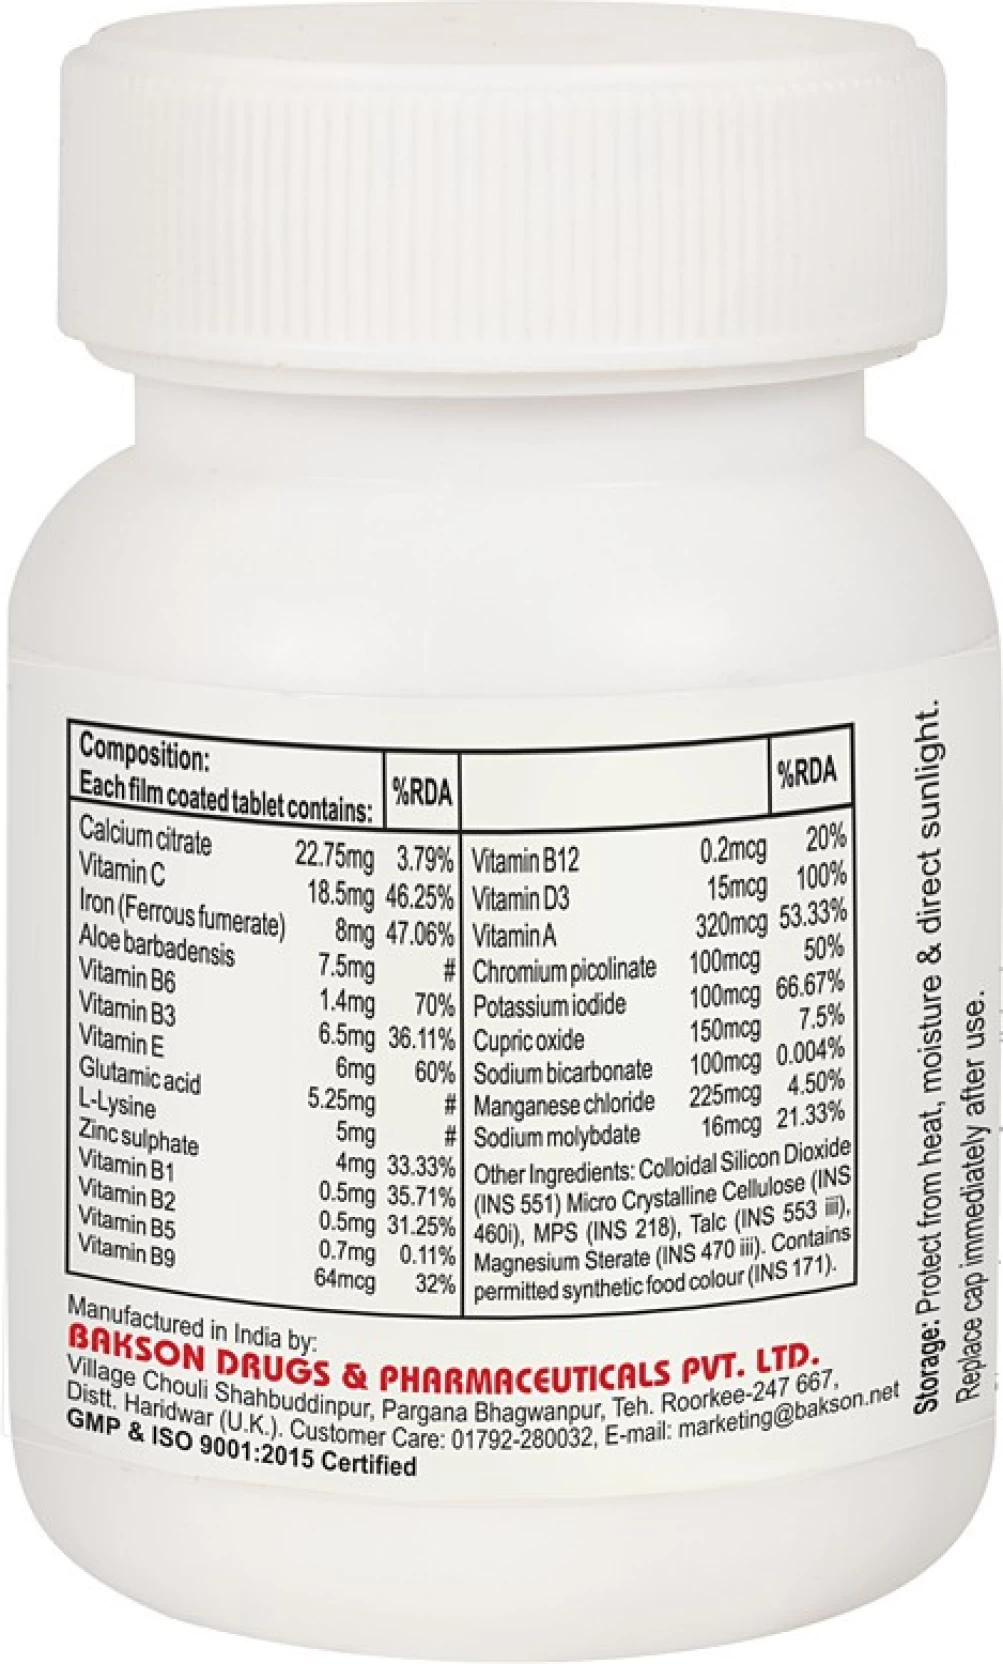 Composition:
Each film coated tablet contains: %RDA
Calcium citrate 22.75mg 3.79%
Vitamin C 18.5mg 46.25%
Iron (Ferrous fumerate) 8mg 47.06%
Aloe barbadensis 7.5mg #
Vitamin B6 1.4mg 70%
Vitamin B3 6.5mg 36.11%
Vitamin E 6mg 60%
Glutamic acid 5.25mg #
L-Lysine 5mg #
Zinc sulphate 4mg 33.33%
Vitamin B1 0.5mg 35.71%
Vitamin B2 0.5mg 31.25%
Vitamin B5 0.7mg 0.11%
Vitamin B9 64mcg 32%
%RDA
Vitamin B12 0.2mcg 20%
Vitamin D3 15mcg 100%
Vitamin A 320mcg 53.33%
Chromium picolinate 100mcg 50%
Potassium iodide 100mcg 66.67%
Cupric oxide 150mcg 7.5%
Sodium bicarbonate 100mcg 0.004%
Manganese chloride 225mcg 4.50%
Sodium molybdate 16mcg 21.33%
Other Ingredients: Colloidal Silicon Dioxide
(INS 551) Micro Crystalline Cellulose (INS
460i), MPS (INS 218), Talc (INS 553 iii),
Magnesium Sterate (INS 470 iii). Contains
permitted synthetic food colour (INS 171).
Manufactured in India by:
BAKSON DRUGS & PHARMACEUTICALS PVT. LTD.
Village Chouli Shahbuddinpur, Pargana Bhagwanpur, Teh. Roorkee-247 667,
Distt. Haridwar (U.K.). Customer Care: 01792-280032, E-mail: marketing@bakson.net
GMP & ISO 9001:2015 Certified
Storage: Protect from heat, moisture & direct sunlight.
Replace cap immediately after use.